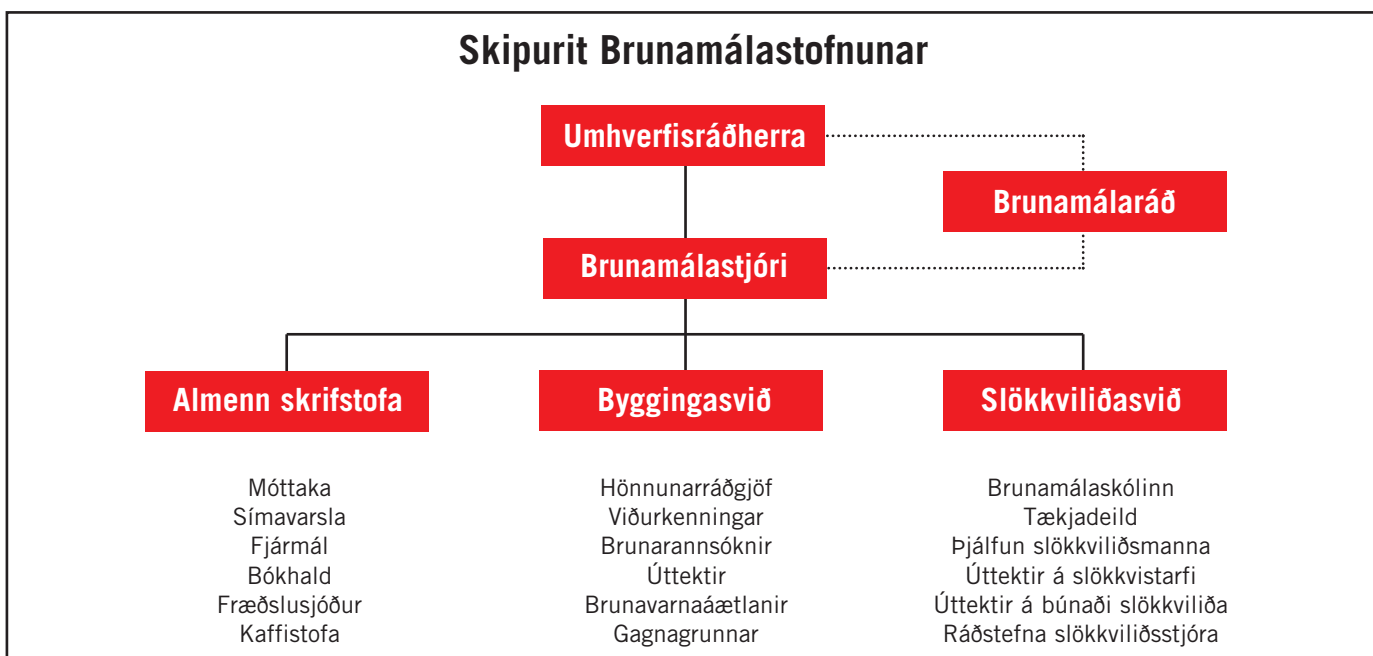 Skipurit Brunamálastofnunar
Umhverfisráðherra
Brunamálaráð
Brunamálastjóri
Almenn skrifstofa
Móttaka
Símavarsla
Fjármál
Bókhald
Fræðslusjóður
Kaffistofa
Byggingasvið
Hönnunarráðgjöf
Viðurkenningar
Brunarannsóknir
Úttektir
Brunavarnaáætlanir
Gagnagrunnar
Slökkviliðasvið
Brunamálaskólinn
Tækjadeild
Þjálfun slökkviliðsmanna
Úttektir á slökkvistarfi
Úttektir á búnaði slökkviliða
Ráðstefna slökkviliðsstjóra